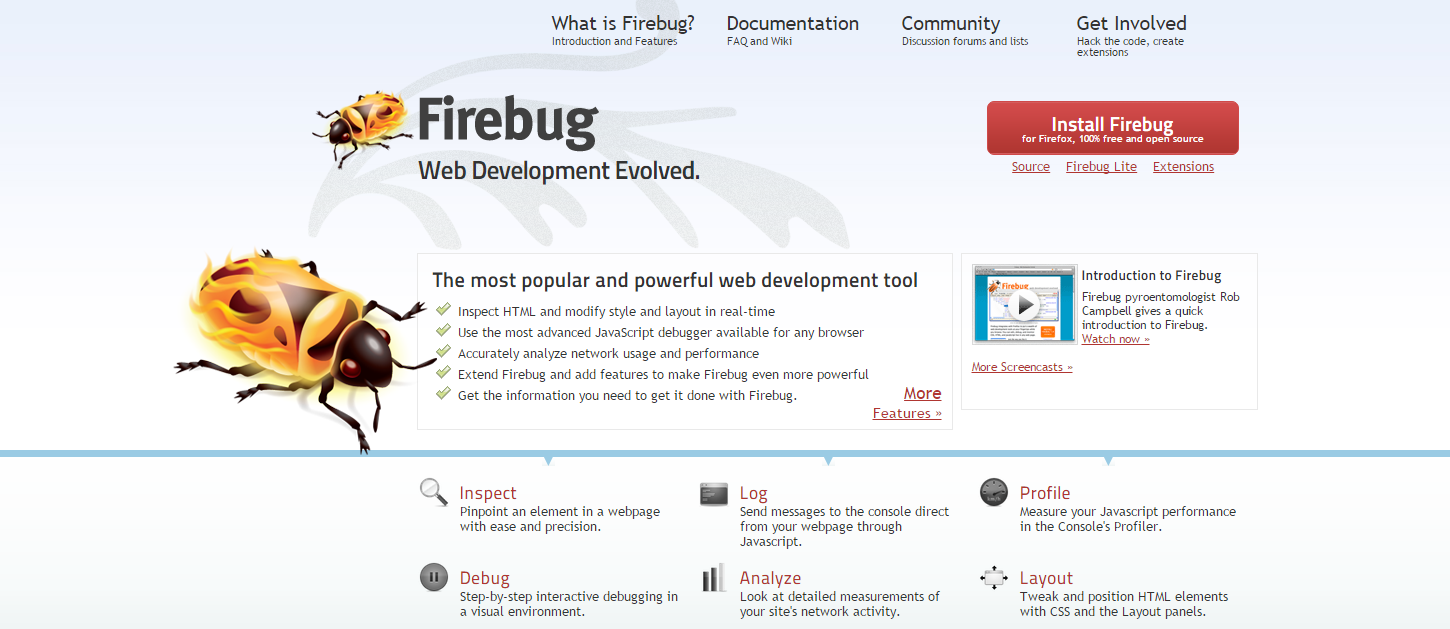 What is Firebug?
Introduction and Features
Documentation
FAQ and Wiki
Community
Discussion forums and lists
Get Involved
Hack the code, create
extensions
Firebug
Web Development Evolved.
Install Firebug
for Firefox, 100% free and open source
Source Firebug Lite Extensions
The most popular and powerful web development tool
Inspect HTML and modify style and layout in real-time
Use the most advanced JavaScript debugger available for any browser
Accurately analyze network usage and performance
Extend Firebug and add features to make Firebug even more powerful
Get the information you need to get it done with Firebug.
More
Features »
Firebug
Introduction to Firebug
Firebug pyroentomologist Rob
Campbell gives a quick
introduction to Firebug.
Watch now »
More Screencasts »
Inspect
Pinpoint an element in a webpage
with ease and precision.
Log
Send messages to the console direct
from your webpage through
Javascript.
Profile
Measure your Javascript performance
in the Console's Profiler.
Debug
Step-by-step interactive debugging in
a visual environment.
Analyze
Look at detailed measurements of
your site's network activity.
Layout
Tweak and position HTML elements
with CSS and the Layout panels.